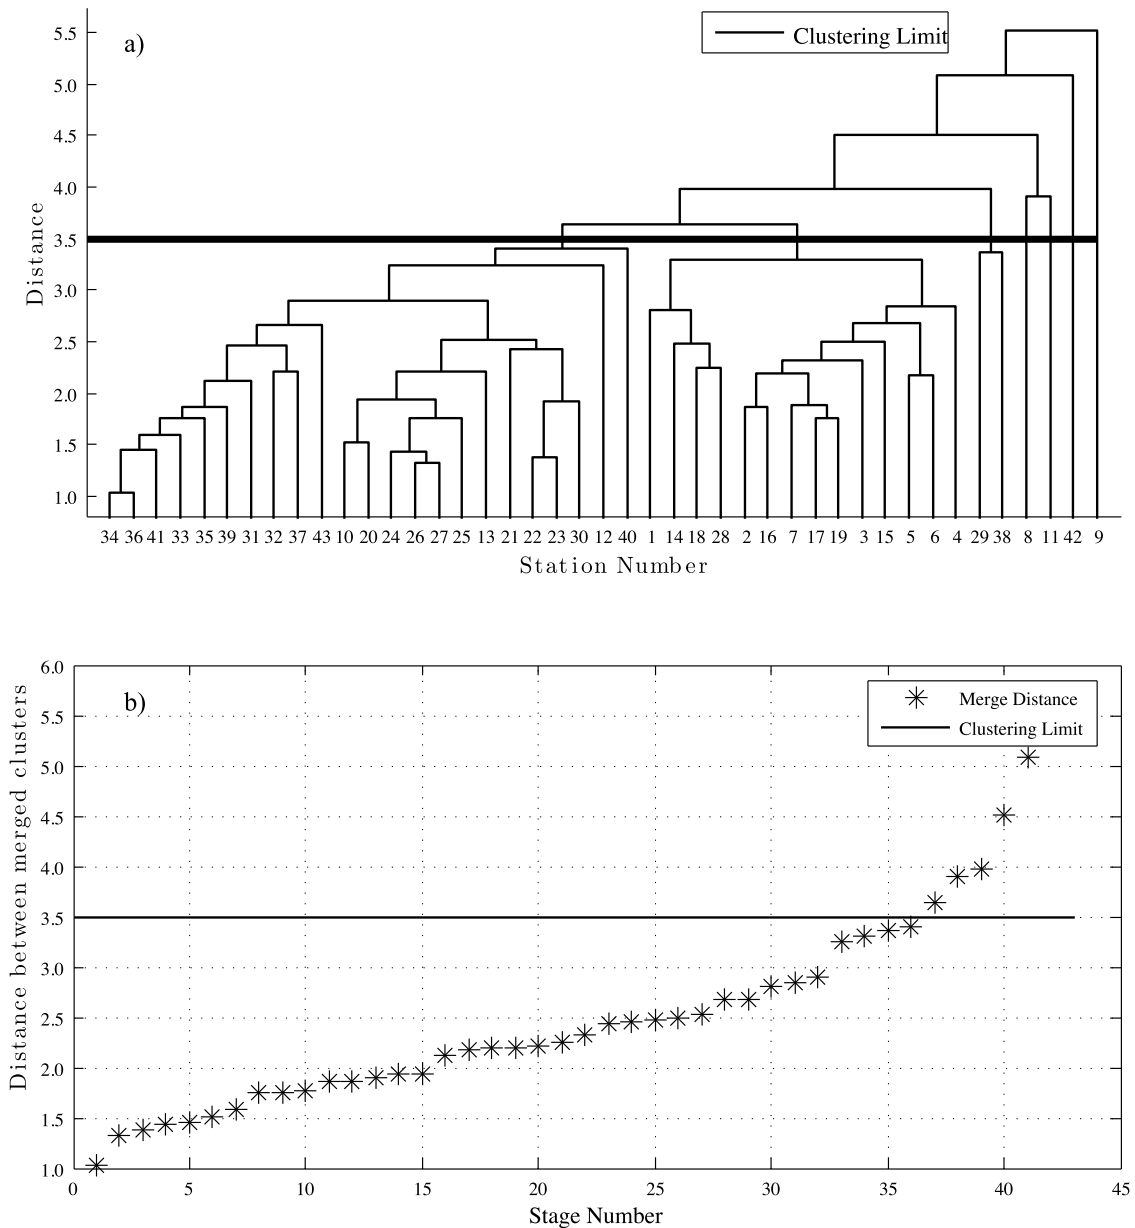 a)
Clustering Limit
5.5
5.0
4.5
4.0
3.5
3.0
2.5
2.0
1.5
1.0
Distance
34 36 41 33 35 39 31 32 37 43 10 20 24 26 27 25 13 21 22 23 30 12 40 1 14 18 28 2 16 7 17 19 3 15 5 6 4 29 38 8 11 42 9
Station Number
b)
Merge Distance
Clustering Limit
6.0
5.5
5.0
4.5
4.0
3.5
3.0
2.5
2.0
1.5
1.0
Distance between merged clusters
0 5 10 15 20 25 30 35 40 45
Stage Number